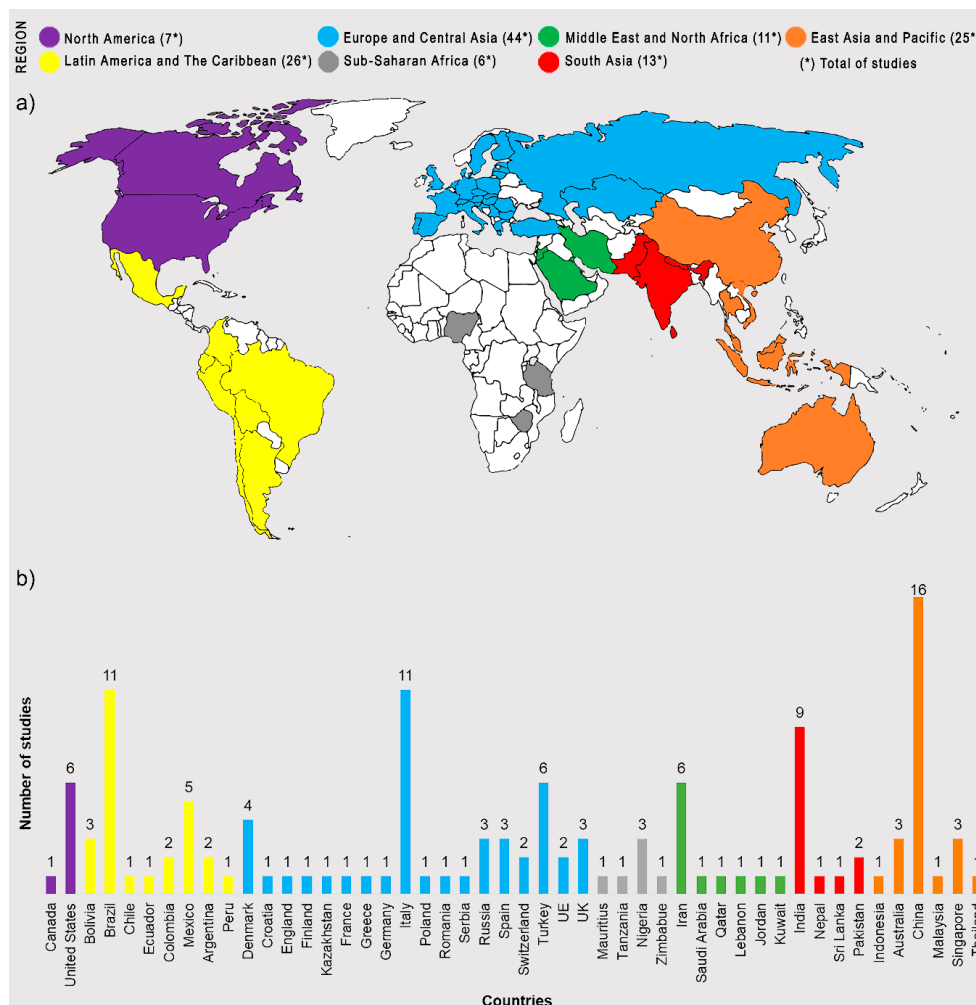 REGION
North America (7*)
Europe and Central Asia (44*)
Middle East and North Africa (11*)
East Asia and Pacific (25*)
Latin America and The Caribbean (26*)
Sub-Saharan Africa (6*)
South Asia (13*)
(*) Total of studies
a)
b)
Number of studies
1
6
3
11
1
1
2
5
2
1
4
1
1
1
1
1
1
1
11
1
1
1
3
3
2
6
2
3
1
1
3
1
6
1
1
1
1
1
9
1
1
2
1
3
16
1
3
1
Canada
United States
Bolivia
Brazil
Chile
Ecuador
Colombia
Mexico
Argentina
Peru
Denmark
Croatia
England
Finland
Kazakhstan
France
Greece
Germany
Italy
Poland
Romania
Serbia
Russia
Spain
Switzerland
Turkey
UE
UK
Mauritius
Tanzania
Nigeria
Zimbabue
Iran
Saudi Arabia
Qatar
Lebanon
Jordan
Kuwait
India
Nepal
Sri Lanka
Pakistan
Indonesia
Australia
China
Malaysia
Singapore
Countries